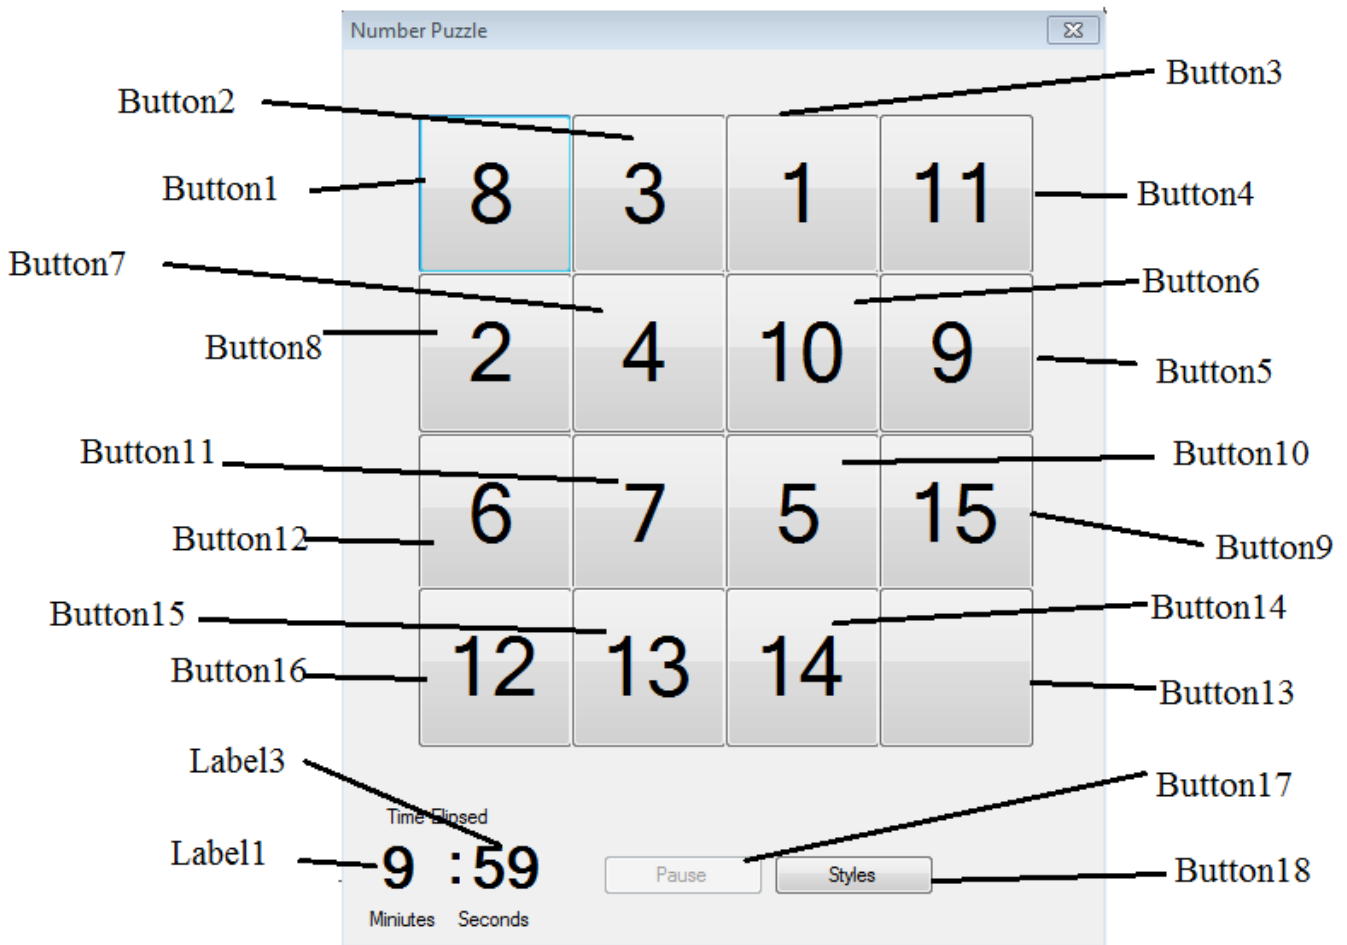 Number Puzzle
Button3
Button2
Button1
8
3
1
11
Button4
Button7
Button6
Button8
2
4
10
9
Button5
Button11
Button10
Button12
6
7
5
15
Button9
Button15
Button14
Button16
12
13
14
Button13
Label3
Button17
Time Elipsed
Label1
9 : 59
Pause
Styles
Button18
Miniutes Seconds